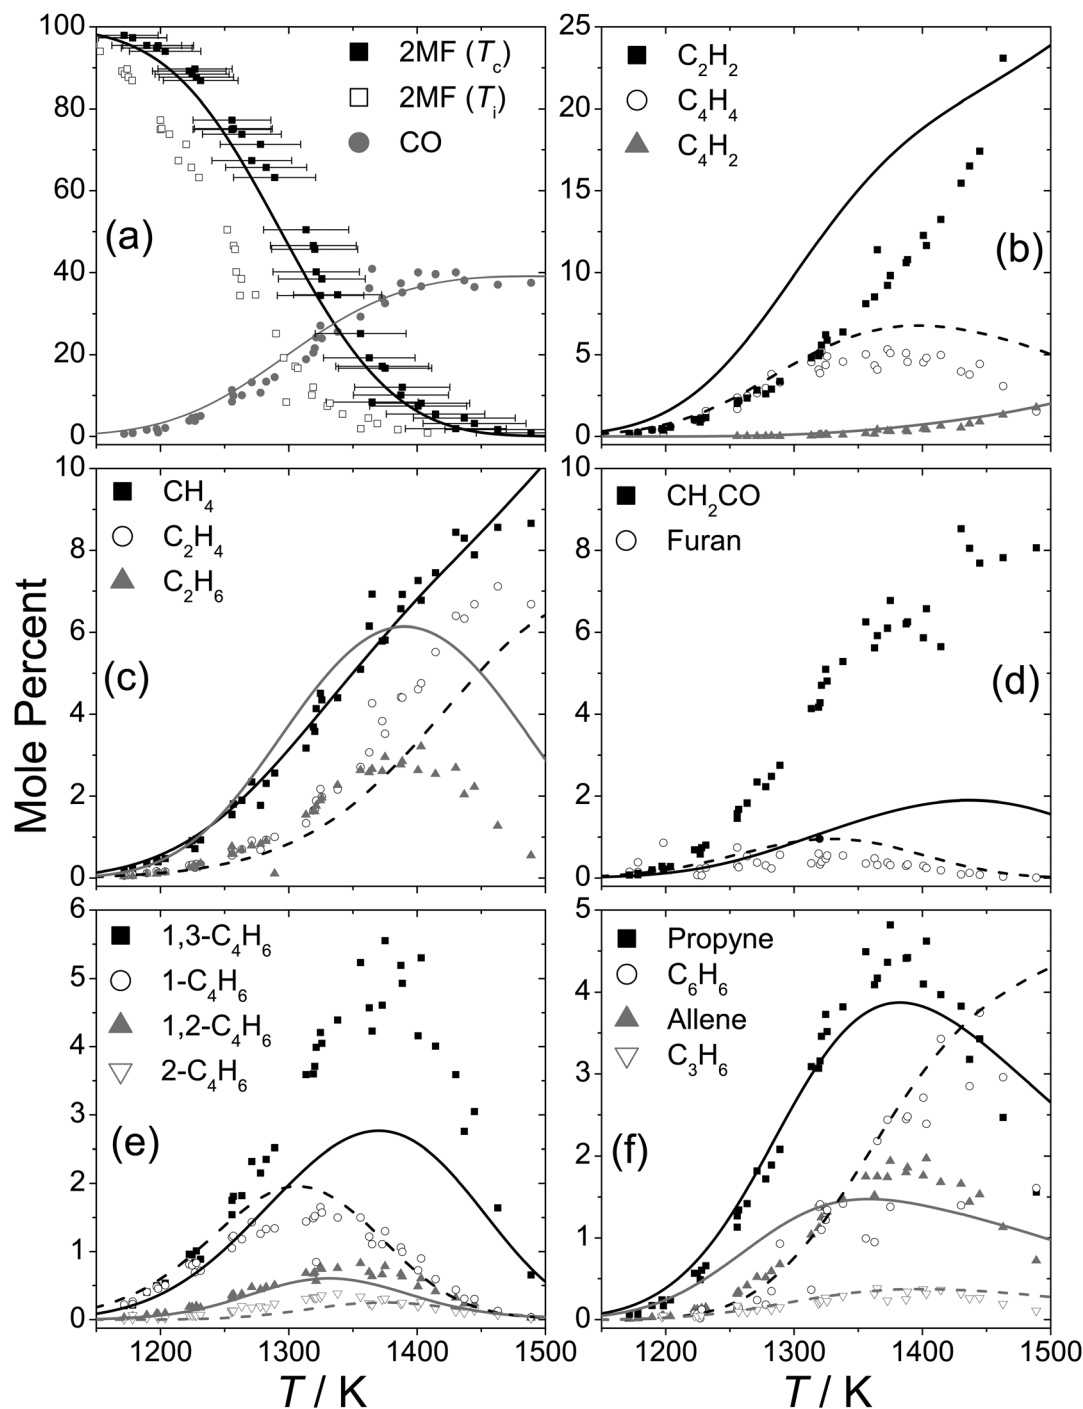 Mole Percent
100
80
60
40
20
0
2MF (Tc)
2MF (Ti)
CO
(a)
25
20
15
10
5
0
C2H2
C4H4
C4H2
(b)
10
8
6
4
2
0
CH4
C2H4
C2H6
(c)
10
8
6
4
2
0
CH2CO
Furan
(d)
6
5
4
3
2
1
0
1,3-C4H6
1-C4H6
1,2-C4H6
2-C4H6
(e)
1200 1300 1400 1500
T / K
5
4
3
2
1
0
Propyne
C6H6
Allene
C3H6
(f)
1200 1300 1400 1500
T / K